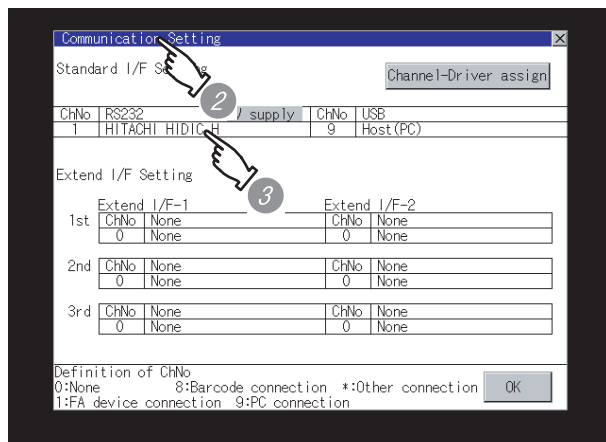 Communication Setting
Standard I/F
Channel-Driver assign
2
ChNo RS232 supply ChNo USB
1 HITACHI HIDIC H 9 Host(PC)
3
Extend I/F Setting
Extend I/F-1 Extend I/F-2
1st ChNo None ChNo None
0 None 0 None
2nd ChNo None ChNo None
0 None 0 None
3rd ChNo None ChNo None
0 None 0 None
Definition of ChNo
0:None 8:Barcode connection *:Other connection OK
1:FA device connection 9:PC connection